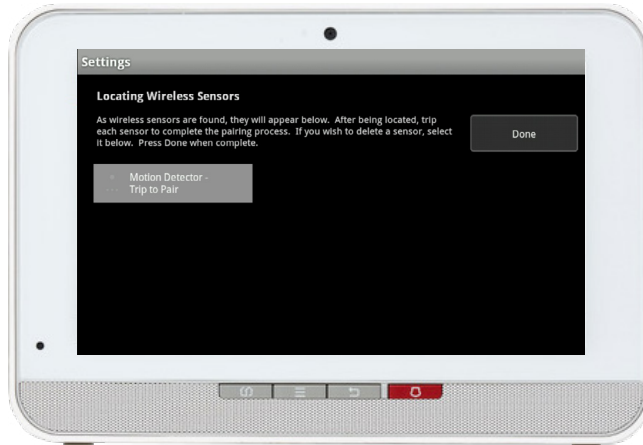 Settings
Locating Wireless Sensors
As wireless sensors are found, they will appear below. After being located, trip
each sensor to complete the pairing process. If you wish to delete a sensor, select
it below. Press Done when complete.
Done
Motion Detector -
Trip to Pair